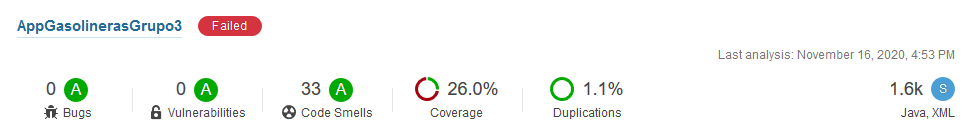 AppGasolinerasGrupo3 Failed
Last analysis: November 16, 2020, 4:53 PM
0 A 0 A 33 A 26.0% 1.1% 1.6k S
Bugs Vulnerabilities Code Smells Coverage Duplications Java, XML